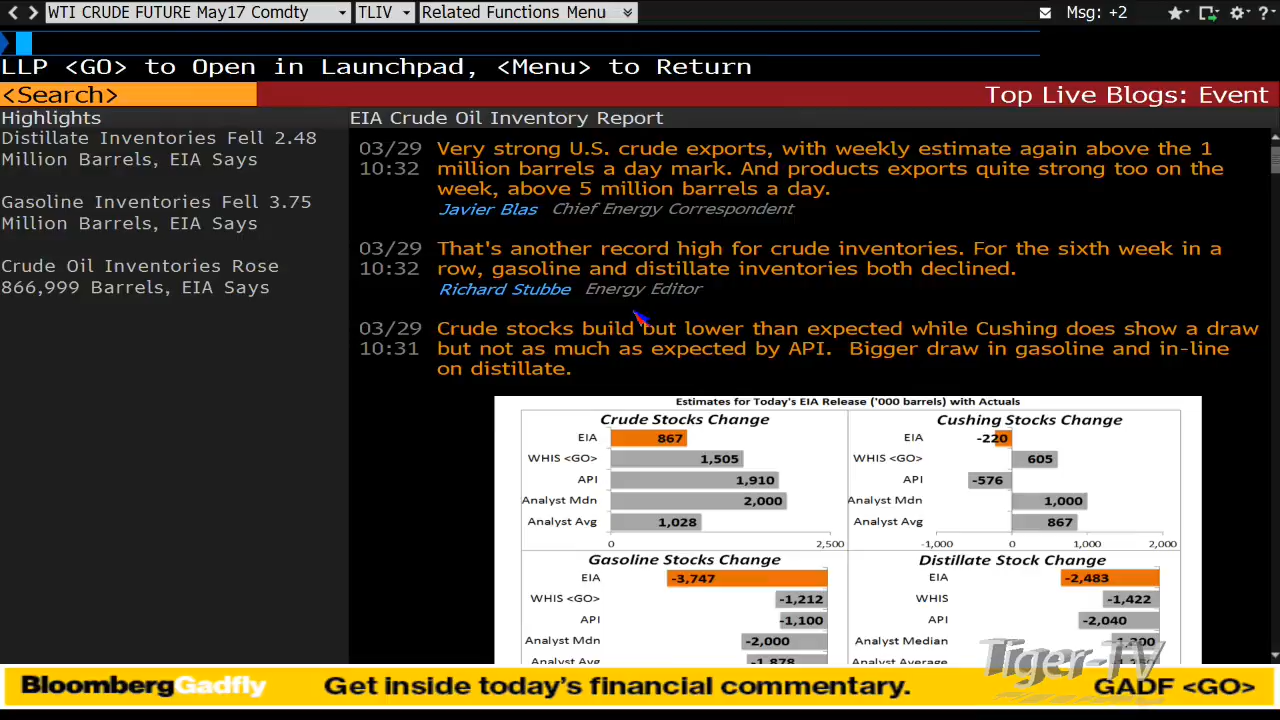 WTI CRUDE FUTURE May17 Comdty TLIV Related Functions Menu Msg: +2
LLP <GO> to Open in Launchpad, <Menu> to Return
<Search> Top Live Blogs: Event
Highlights
Distillate Inventories Fell 2.48
Million Barrels, EIA Says
Gasoline Inventories Fell 3.75
Million Barrels, EIA Says
Crude Oil Inventories Rose
866,999 Barrels, EIA Says
EIA Crude Oil Inventory Report
03/29 Very strong U.S. crude exports, with weekly estimate again above the 1
10:32 million barrels a day mark. And products exports quite strong too on the
week, above 5 million barrels a day.
Javier Blas Chief Energy Correspondent
03/29 That's another record high for crude inventories. For the sixth week in a
10:32 row, gasoline and distillate inventories both declined.
Richard Stubbe Energy Editor
03/29 Crude stocks build but lower than expected while Cushing does show a draw
10:31 but not as much as expected by API. Bigger draw in gasoline and in-line
on distillate.
Estimates for Today's EIA Release ('000 barrels) with Actuals
Crude Stocks Change
EIA 867
WHIS <GO> 1,505
API 1,910
Analyst Mdn 2,000
Analyst Avg 1,028
0 2,500
Cushing Stocks Change
EIA -220
WHIS <GO> 605
API -576
Analyst Mdn 1,000
Analyst Avg 867
-1,000 0 1,000 2,000
Gasoline Stocks Change
EIA -3,747
WHIS <GO> -1,212
API -1,100
Analyst Mdn -2,000
Analyst Avg -1,878
Distillate Stock Change
EIA -2,483
WHIS -1,422
API -2,040
Analyst Median
Analyst Average
Tiger-TV
BloombergGadfly Get inside today's financial commentary. GADF <GO>